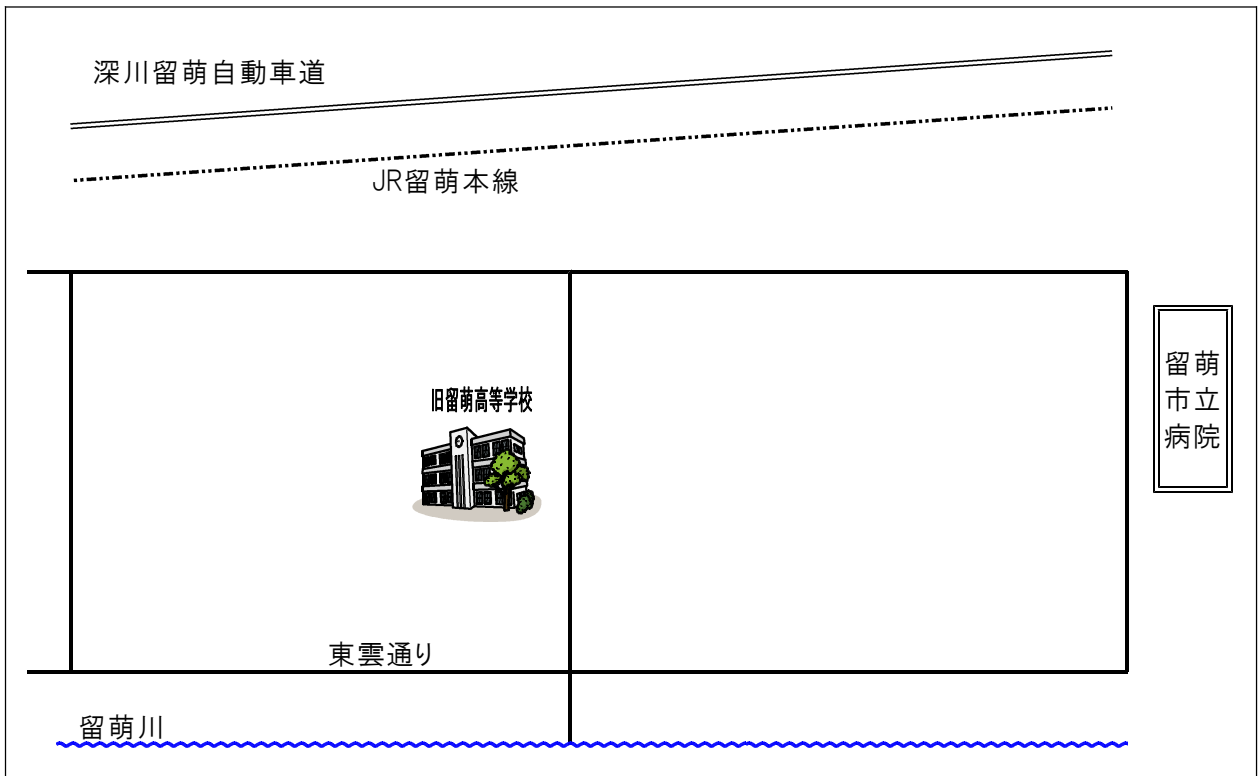 深川留萌自動車道
JR留萌本線
旧留萌高等学校
留萌
市立
病院
東雲通り
留萌川